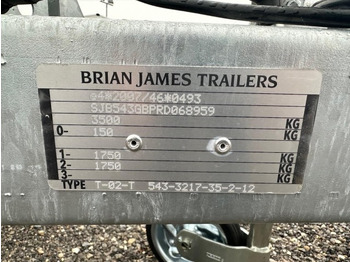 BRIAN JAMES TRAILERS
e4*2007/46*0493
SJB543GBPRD068959
3500 KG
0- 150 KG
1- 1750 KG
2- 1750 KG
3- KG
TYPE T-02-T 543-3217-35-2-12